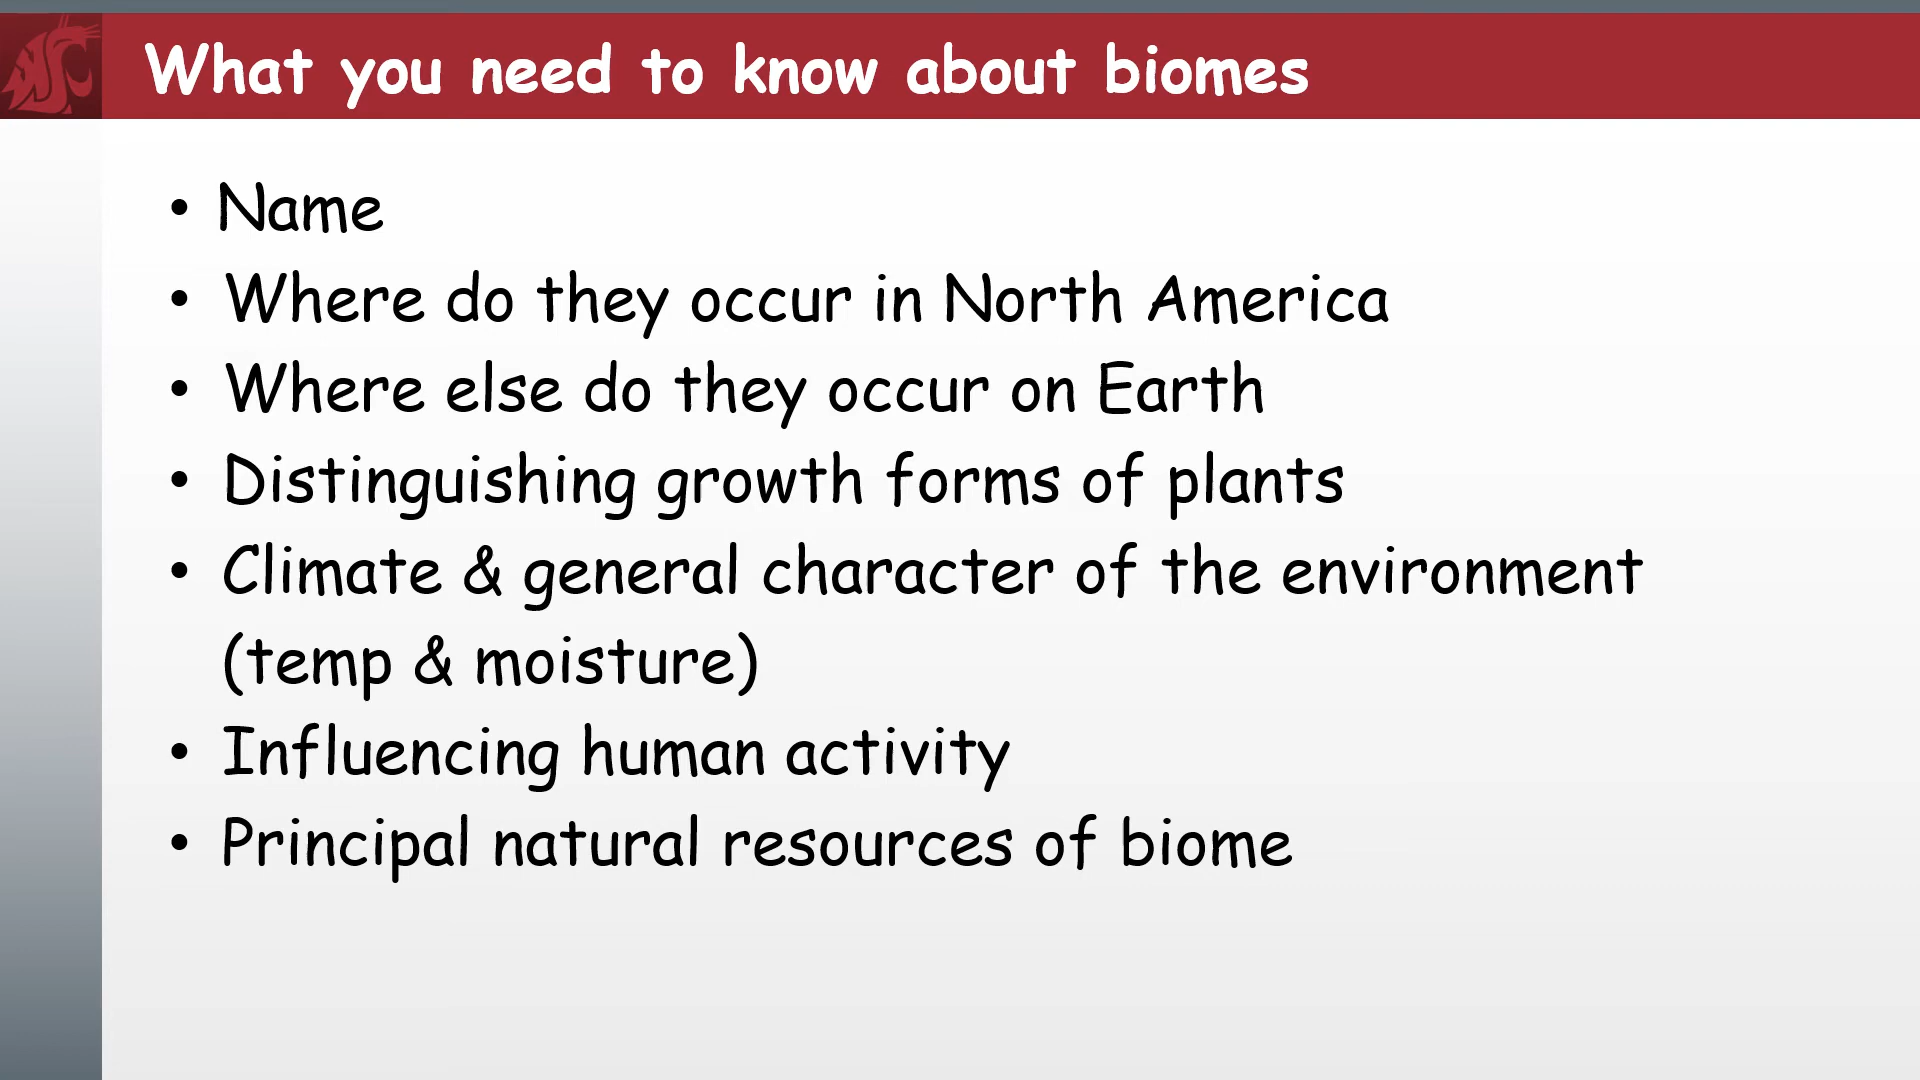 What you need to know about biomes
• Name
• Where do they occur in North America
• Where else do they occur on Earth
• Distinguishing growth forms of plants
• Climate & general character of the environment
(temp & moisture)
• Influencing human activity
• Principal natural resources of biome